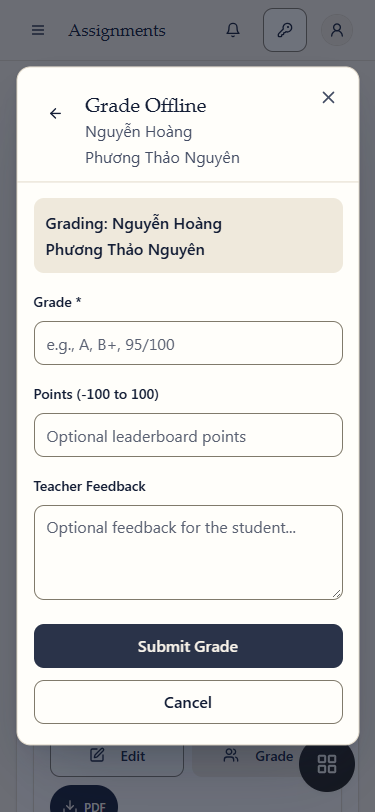 Assignments
Grade Offline
Nguyễn Hoàng
Phương Thảo Nguyên
Grading: Nguyễn Hoàng
Phương Thảo Nguyên
Grade *
e.g., A, B+, 95/100
Points (-100 to 100)
Optional leaderboard points
Teacher Feedback
Optional feedback for the student...
Submit Grade
Cancel
Edit
Grade
PDF